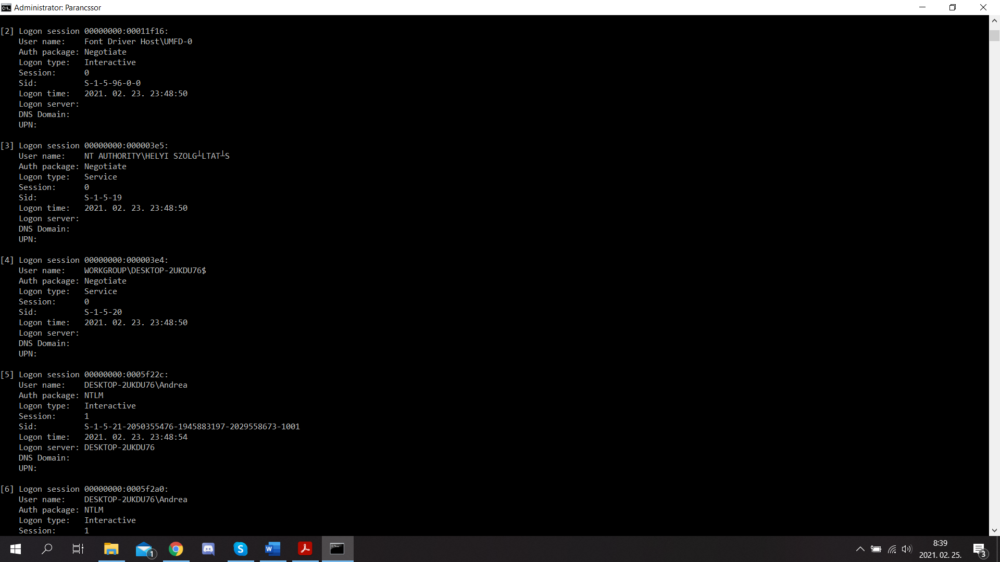 Administrator: Parancssor
[2] Logon session 00000000:00011f16:
User name: Font Driver Host\UMFD-0
Auth package: Negotiate
Logon type: Interactive
Session: 0
Sid: S-1-5-96-0-0
Logon time: 2021. 02. 23. 23:48:50
Logon server:
DNS Domain:
UPN:
[3] Logon session 00000000:000003e5:
User name: NT AUTHORITY\HELYI SZOLG┴LTAT┴S
Auth package: Negotiate
Logon type: Service
Session: 0
Sid: S-1-5-19
Logon time: 2021. 02. 23. 23:48:50
Logon server:
DNS Domain:
UPN:
[4] Logon session 00000000:000003e4:
User name: WORKGROUP\DESKTOP-2UKDU76$
Auth package: Negotiate
Logon type: Service
Session: 0
Sid: S-1-5-20
Logon time: 2021. 02. 23. 23:48:50
Logon server:
DNS Domain:
UPN:
[5] Logon session 00000000:0005f22c:
User name: DESKTOP-2UKDU76\Andrea
Auth package: NTLM
Logon type: Interactive
Session: 1
Sid: S-1-5-21-2050355476-1945883197-2029558673-1001
Logon time: 2021. 02. 23. 23:48:54
Logon server: DESKTOP-2UKDU76
DNS Domain:
UPN:
[6] Logon session 00000000:0005f2a0:
User name: DESKTOP-2UKDU76\Andrea
Auth package: NTLM
Logon type: Interactive
Session: 1
1
8:39
2021. 02. 25.
3